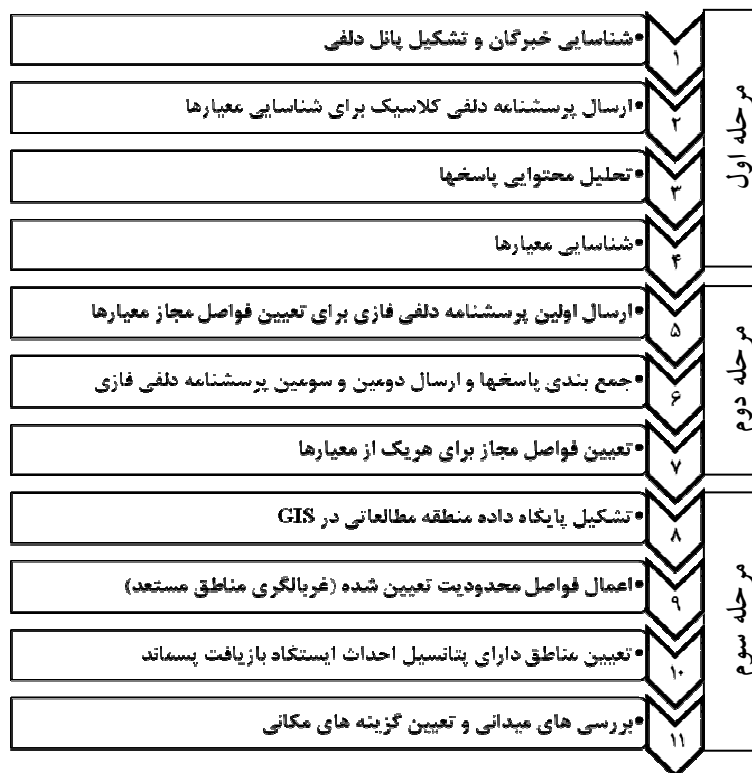 مرحله اول
۱
•شناسایی خبرگان و تشکیل پانل دلفی
۲
•ارسال پرسشنامه دلفی کلاسیک برای شناسایی معیارها
۳
•تحلیل محتوایی پاسخها
۴
•شناسایی معیارها
مرحله دوم
۵
•ارسال اولین پرسشنامه دلفی فازی برای تعیین فواصل مجاز معیارها
۶
•جمع بندی پاسخها و ارسال دومین و سومین پرسشنامه دلفی فازی
۷
•تعیین فواصل مجاز برای هریک از معیارها
مرحله سوم
۸
•تشکیل پایگاه داده منطقه مطالعاتی در GIS
۹
•اعمال فواصل محدودیت تعیین شده (غربالگری مناطق مستعد)
۱۰
•تعیین مناطق دارای پتانسیل احداث ایستگاه بازیافت پسماند
۱۱
•بررسی های میدانی و تعیین گزینه های مکانی